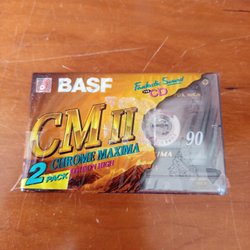 BASF
Fantastic Sound
CD
CM II
90
CHROME MAXIMA
2
PACK